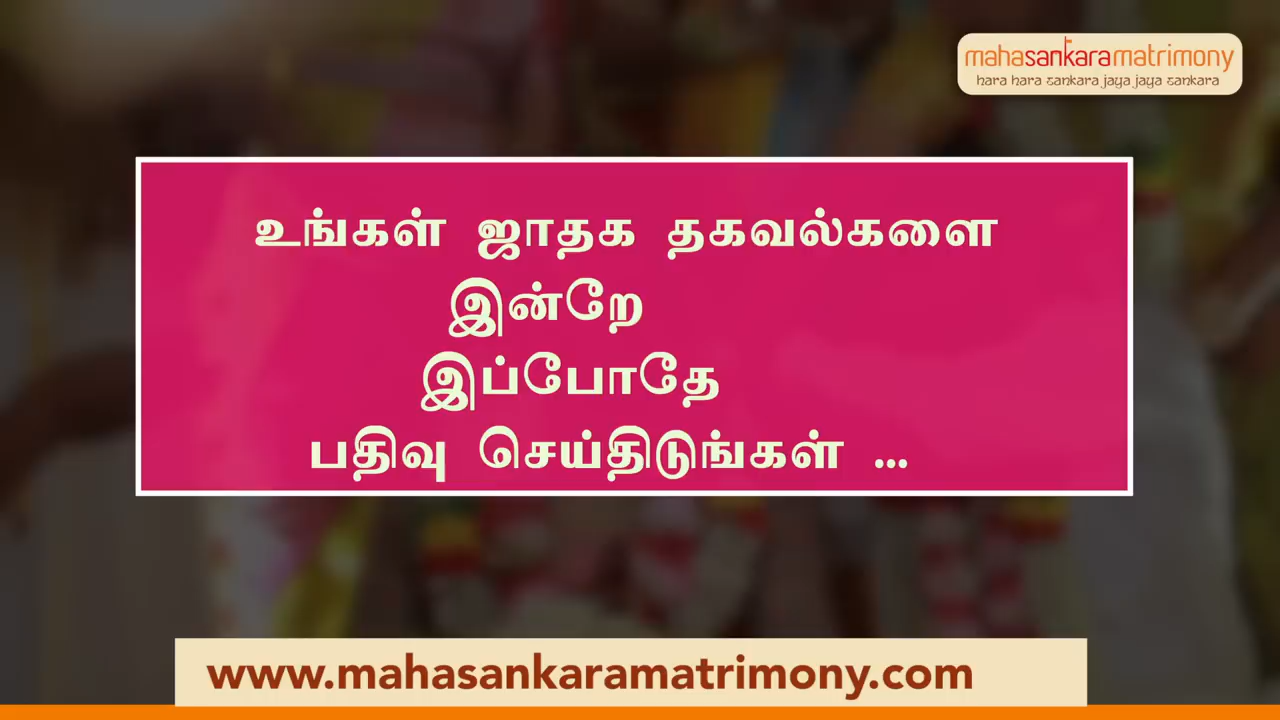 mahasankaramatrimony
hara hara sankara jaya jaya sankara
உங்கள் ஜாதக தகவல்களை
இன்றே
இப்போதே
பதிவு செய்திடுங்கள் ...
www.mahasankaramatrimony.com